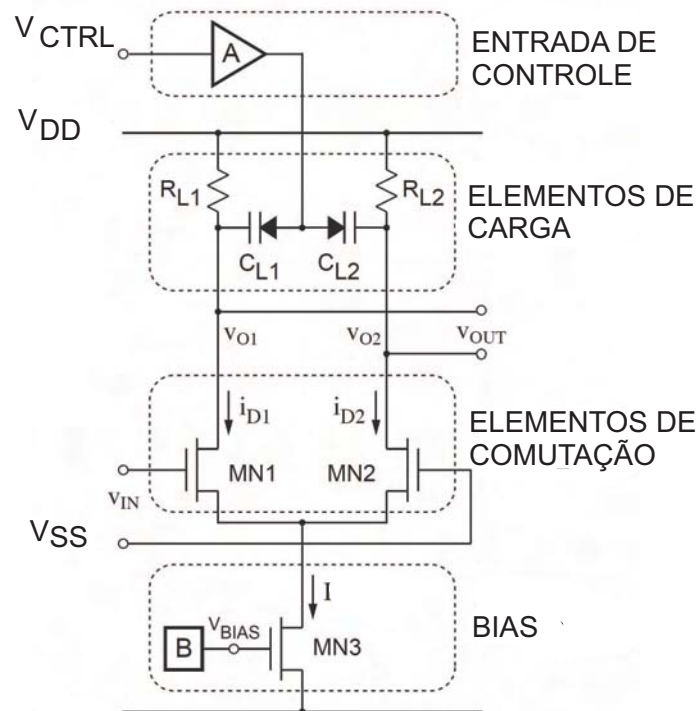 V CTRL
A
ENTRADA DE
CONTROLE
VDD
RL1
RL2
ELEMENTOS DE
CARGA
CL1
CL2
vO1
vO2
vOUT
iD1
iD2
ELEMENTOS DE
COMUTAÇÃO
MN1
MN2
vIN
VSS
I
BIAS
B
VBIAS
MN3